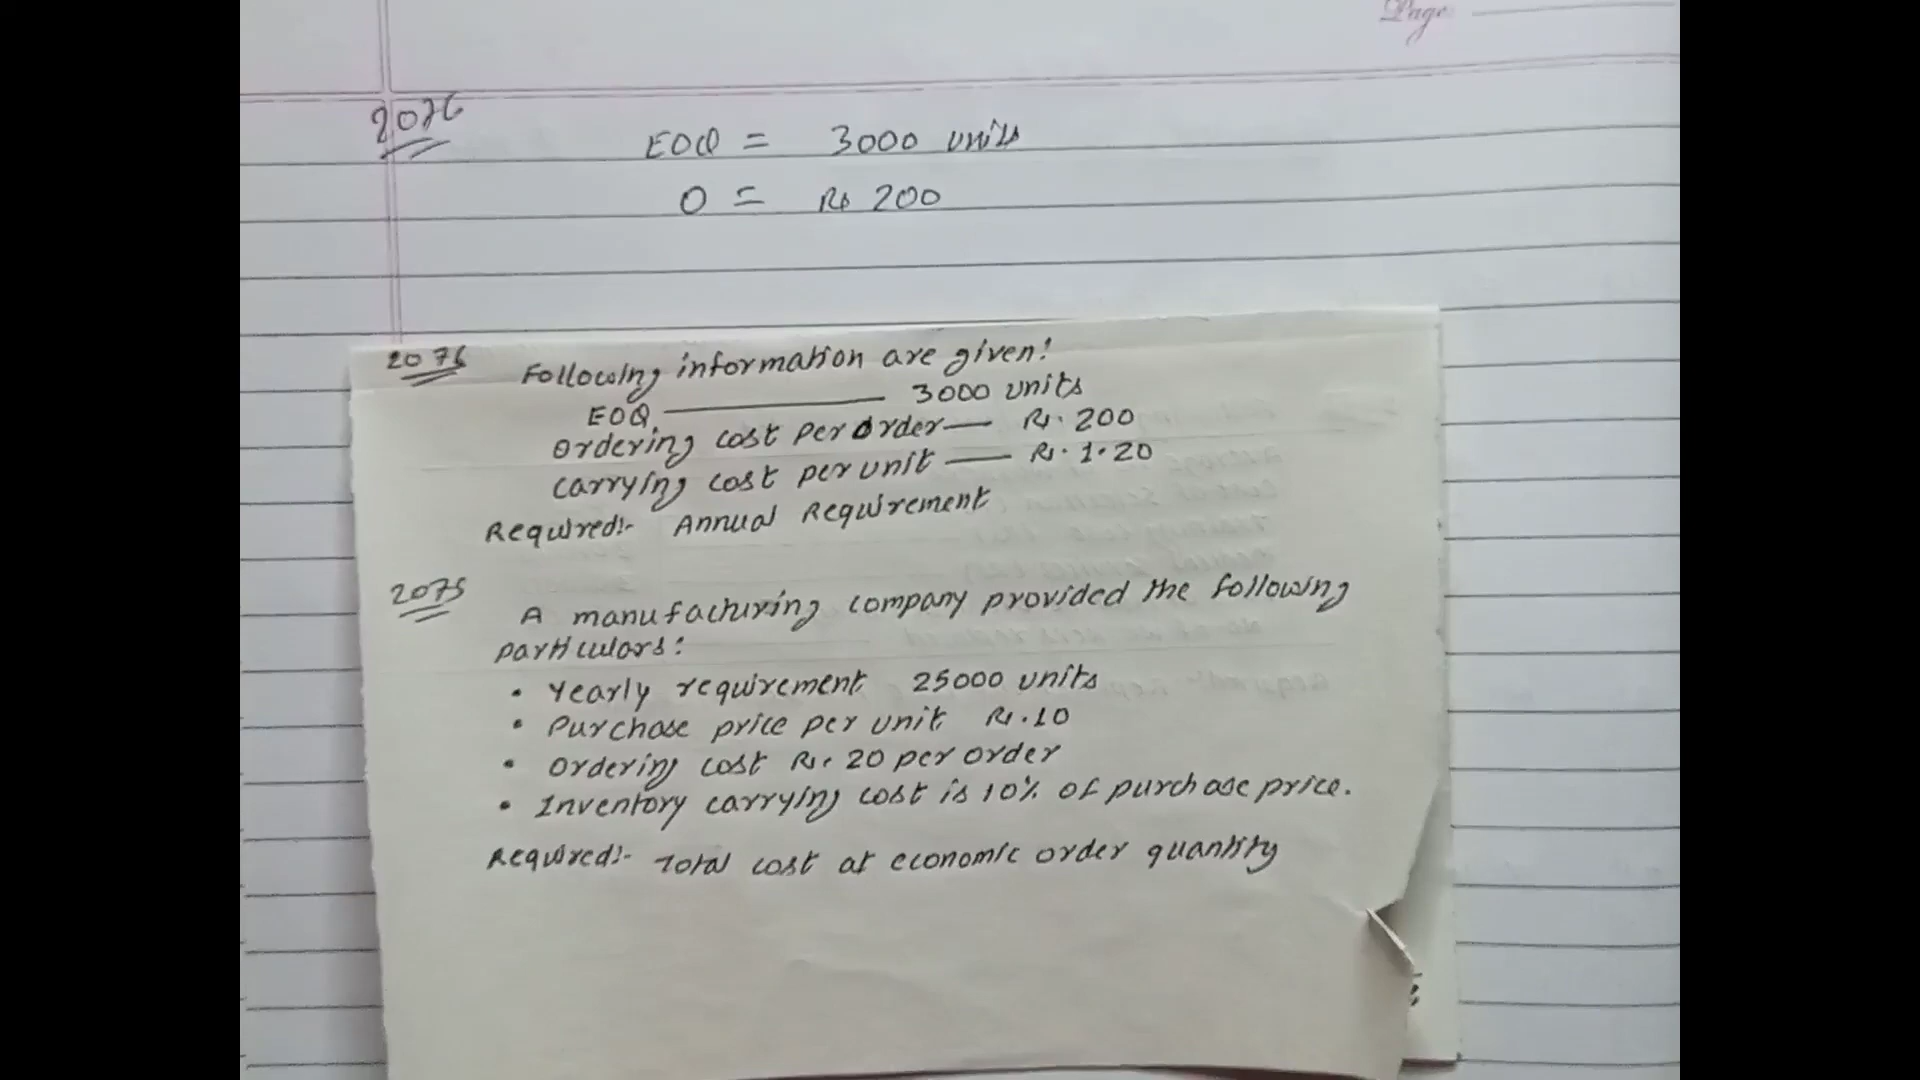 Page
2076
EOQ = 3000 units
O = Rs 200
2076 Following information are given!
EOQ 3000 units
ordering cost per order Rs. 200
carrying cost per unit Rs. 1.20
Required:- Annual Requirement
2075
A manufacturing company provided the following
particulars:
• Yearly requirement 25000 units
• Purchase price per unit Rs.10
• Ordering cost Rs. 20 per order
• Inventory carrying cost is 10% of purchase price.
Required:- Total cost at economic order quantity